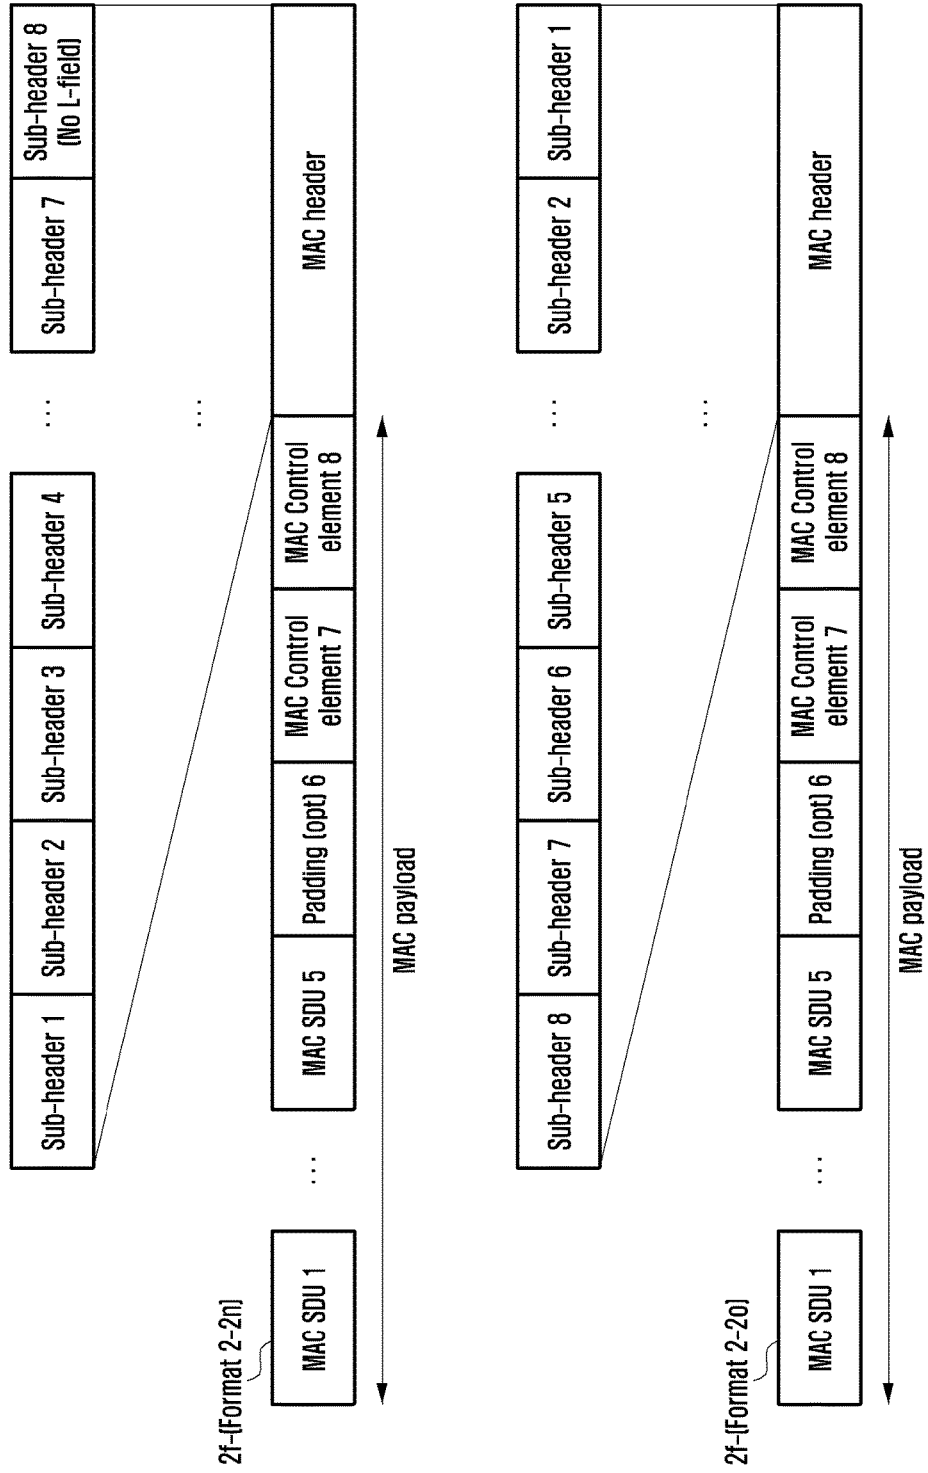 Sub-header 1
Sub-header 2
Sub-header 3
Sub-header 4
...
Sub-header 7
Sub-header 8
(No L-field)
...
2f-(Format 2-2n)
MAC SDU 1
...
MAC SDU 5
Padding (opt) 6
MAC Control
element 7
MAC Control
element 8
MAC header
MAC payload
Sub-header 8
Sub-header 7
Sub-header 6
Sub-header 5
...
Sub-header 2
Sub-header 1
...
2f-(Format 2-2o)
MAC SDU 1
...
MAC SDU 5
Padding (opt) 6
MAC Control
element 7
MAC Control
element 8
MAC header
MAC payload